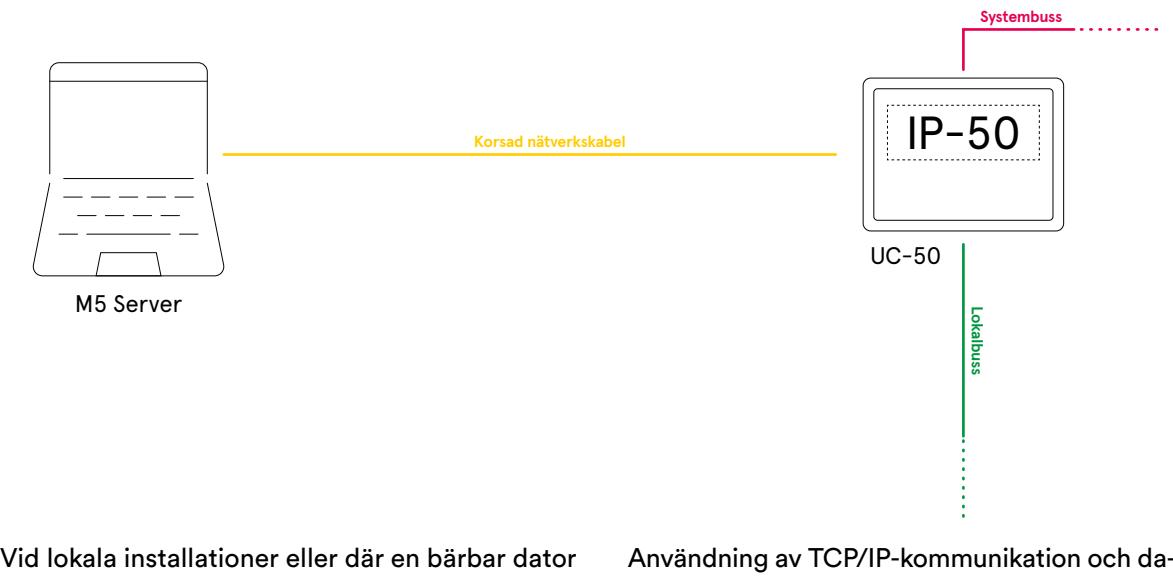 Systembuss
Korsad nätverkskabel
IP-50
UC-50
M5 Server
Lokalbuss
Vid lokala installationer eller där en bärbar dator
Användning av TCP/IP-kommunikation och da-